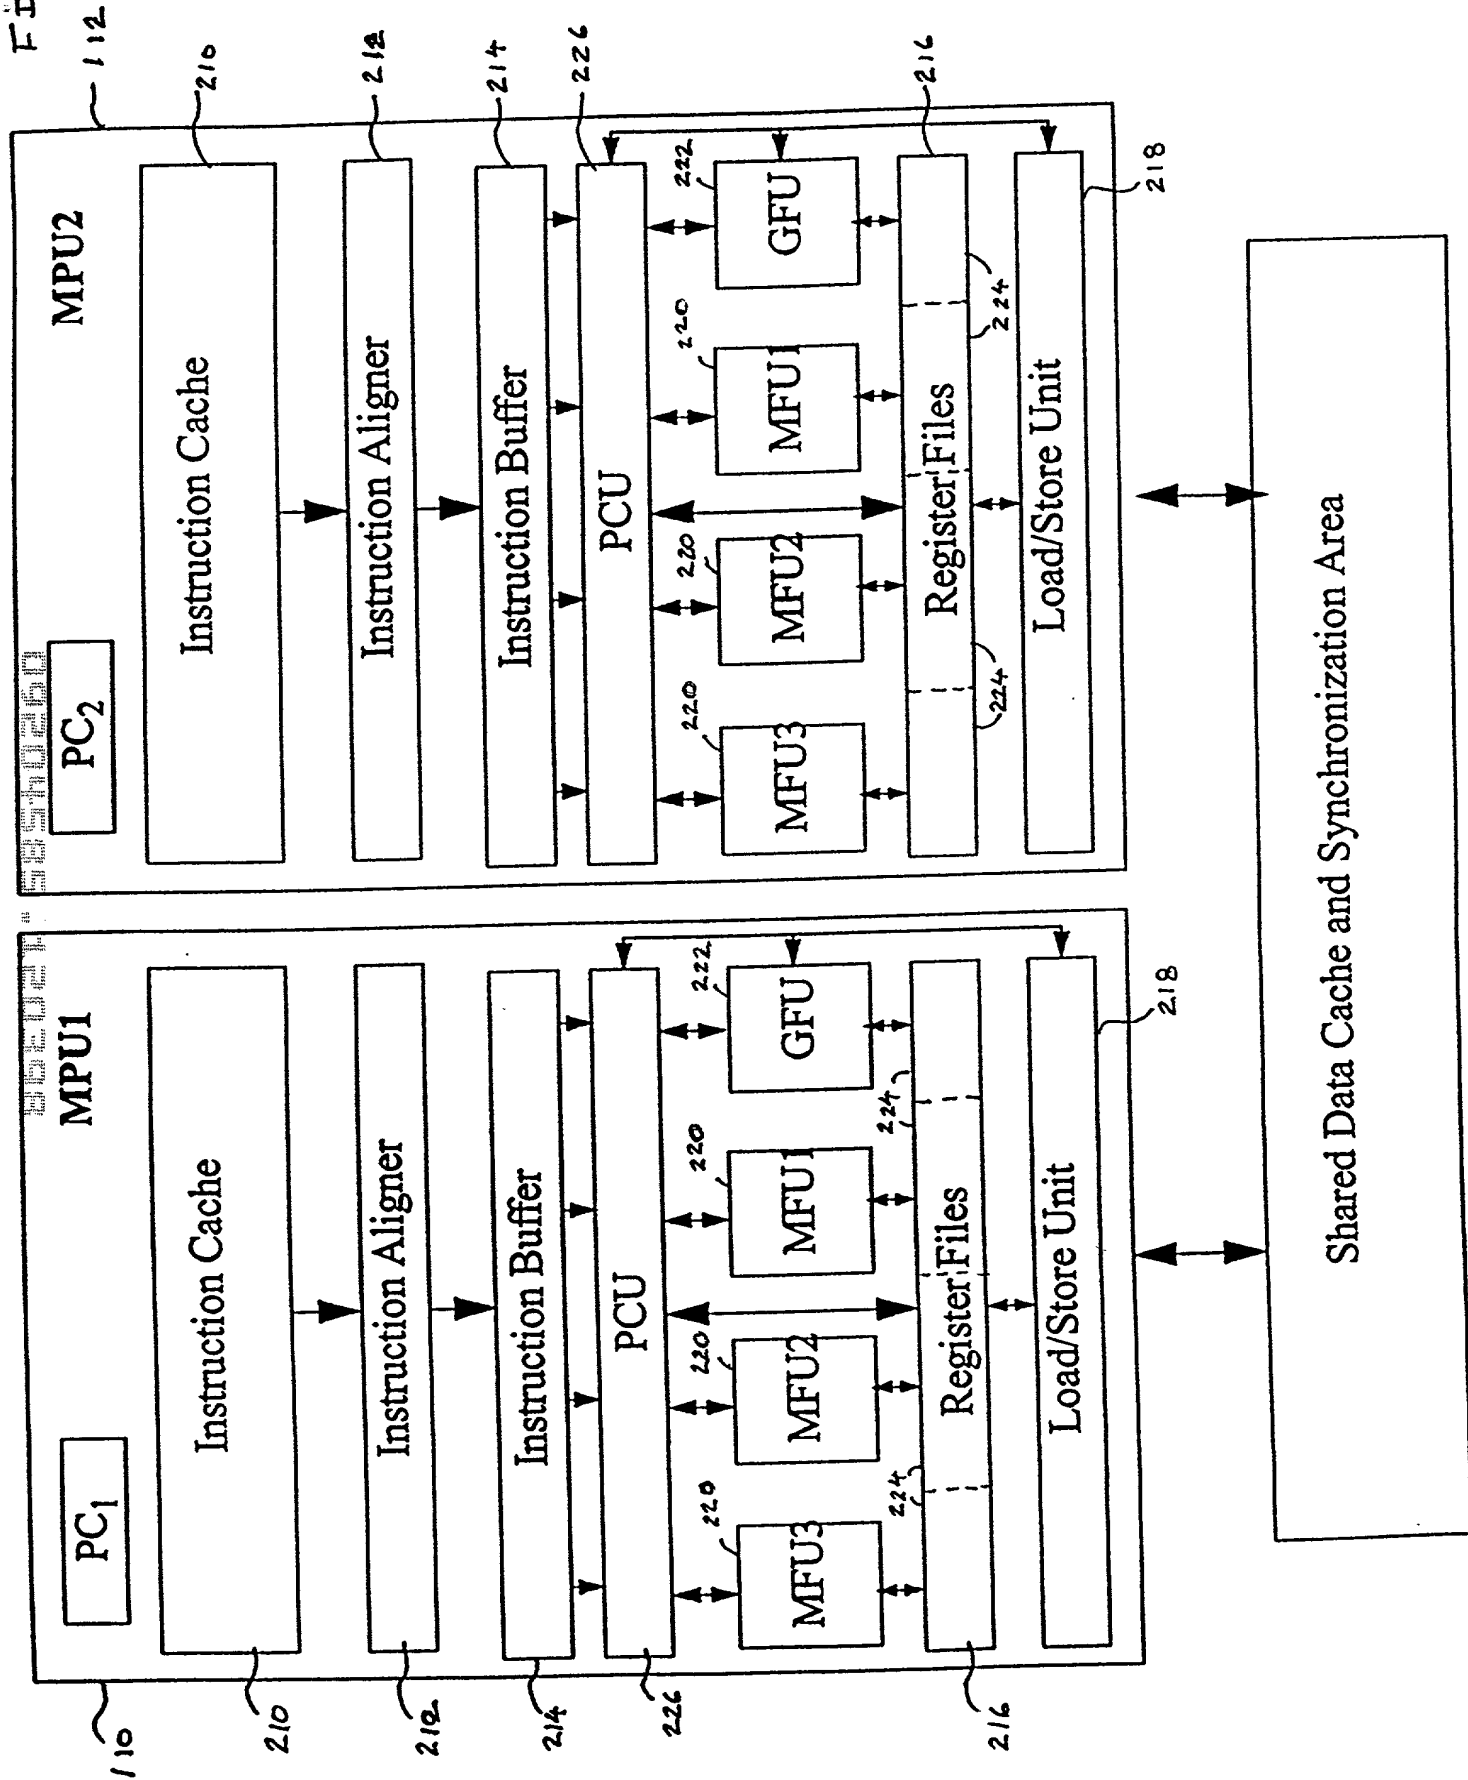 110
MPU1
PC1
210
Instruction Cache
212
Instruction Aligner
214
Instruction Buffer
226
PCU
220
220
220
222
MFU3
MFU2
MFU1
GFU
224
224
216
Register Files
Load/Store Unit
218
112
MPU2
PC2
Instruction Cache
210
Instruction Aligner
212
Instruction Buffer
214
PCU
226
220
220
220
222
MFU3
MFU2
MFU1
GFU
Register Files
216
224
224
Load/Store Unit
218
Shared Data Cache and Synchronization Area